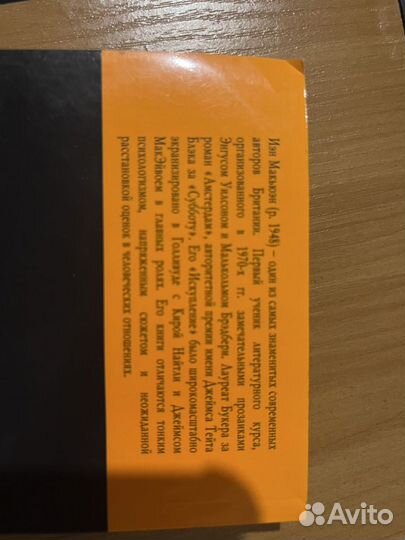 Иэн Макьюэн (р. 1948) – один из самых знаменитых современных
авторов Британии. Первый ученик литературного курса,
организованного в 1970-х гг. замечательными прозаиками
Энгусом Уилсоном и Малькольмом Брэдбери. Лауреат Букера за
роман «Амстердам», авторитетной премии имени Джеймса Тейта
Блэка за «Субботу». Его «Искупление» было широкомасштабно
экранизировано в Голливуде с Кирой Найтли и Джеймсом
МакЭйвоем в главных ролях. Его книги отличаются тонким
психологизмом, напряженным сюжетом и неожиданной
расстановкой оценок в человеческих отношениях.
Avito